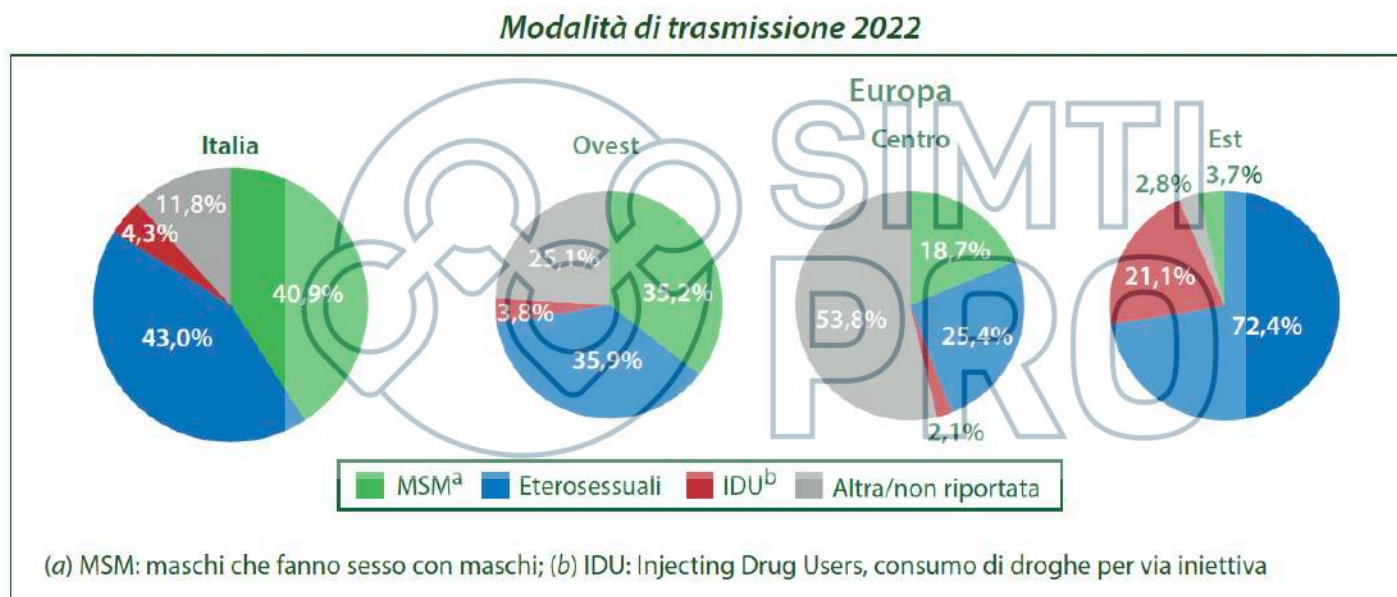 Modalità di trasmissione 2022
Europa
Italia
Ovest
Centro
Est
11,8%
4,3%
40,9%
43,0%
25,1%
3,8%
35,2%
35,9%
18,7%
53,8%
25,4%
2,1%
2,8%
3,7%
21,1%
72,4%
SIMTI
PRO
MSMa Eterosessuali IDUb Altra/non riportata
(a) MSM: maschi che fanno sesso con maschi; (b) IDU: Injecting Drug Users, consumo di droghe per via iniettiva